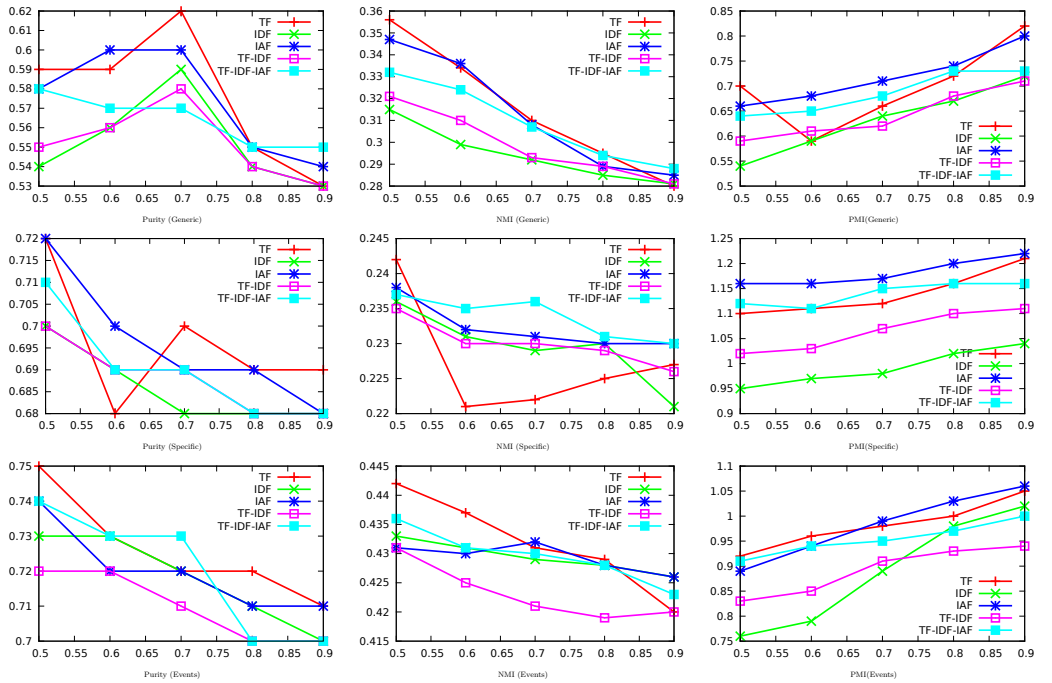 0.62
0.61
0.6
0.59
0.58
0.57
0.56
0.55
0.54
0.53
0.5 0.55 0.6 0.65 0.7 0.75 0.8 0.85 0.9
TF
IDF
IAF
TF-IDF
TF-IDF-IAF
Purity (Generic)
0.36
0.35
0.34
0.33
0.32
0.31
0.3
0.29
0.28
0.5 0.55 0.6 0.65 0.7 0.75 0.8 0.85 0.9
TF
IDF
IAF
TF-IDF
TF-IDF-IAF
NMI (Generic)
0.85
0.8
0.75
0.7
0.65
0.6
0.55
0.5
0.5 0.55 0.6 0.65 0.7 0.75 0.8 0.85 0.9
TF
IDF
IAF
TF-IDF
TF-IDF-IAF
PMI(Generic)
0.72
0.715
0.71
0.705
0.7
0.695
0.69
0.685
0.68
0.5 0.55 0.6 0.65 0.7 0.75 0.8 0.85 0.9
TF
IDF
IAF
TF-IDF
TF-IDF-IAF
Purity (Specific)
0.245
0.24
0.235
0.23
0.225
0.22
0.5 0.55 0.6 0.65 0.7 0.75 0.8 0.85 0.9
TF
IDF
IAF
TF-IDF
TF-IDF-IAF
NMI (Specific)
1.25
1.2
1.15
1.1
1.05
1
0.95
0.9
0.5 0.55 0.6 0.65 0.7 0.75 0.8 0.85 0.9
TF
IDF
IAF
TF-IDF
TF-IDF-IAF
PMI(Specific)
0.75
0.74
0.73
0.72
0.71
0.7
0.5 0.55 0.6 0.65 0.7 0.75 0.8 0.85 0.9
TF
IDF
IAF
TF-IDF
TF-IDF-IAF
Purity (Events)
0.445
0.44
0.435
0.43
0.425
0.42
0.415
0.5 0.55 0.6 0.65 0.7 0.75 0.8 0.85 0.9
TF
IDF
IAF
TF-IDF
TF-IDF-IAF
NMI (Events)
1.1
1.05
1
0.95
0.9
0.85
0.8
0.75
0.5 0.55 0.6 0.65 0.7 0.75 0.8 0.85 0.9
TF
IDF
IAF
TF-IDF
TF-IDF-IAF
PMI(Events)